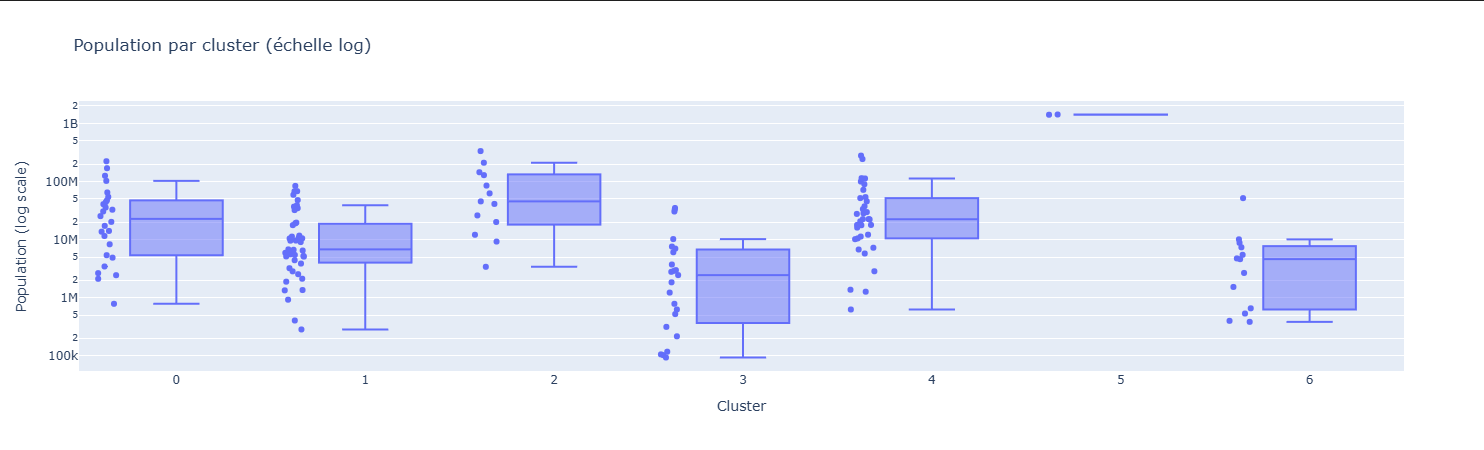 Population par cluster (échelle log)
Population (log scale)
2
1B
5
2
100M
5
2
10M
5
2
1M
5
2
100k
0 1 2 3 4 5 6
Cluster